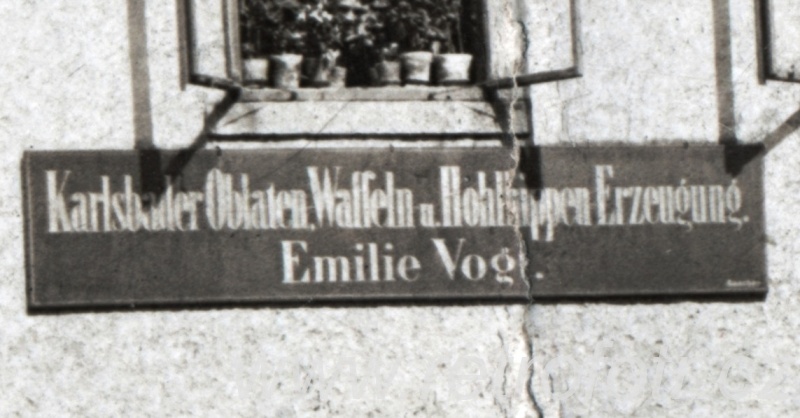 Karlsbader Oblaten, Waffeln u. Hohlhippen-Erzeugung.
Emilie Vogt.